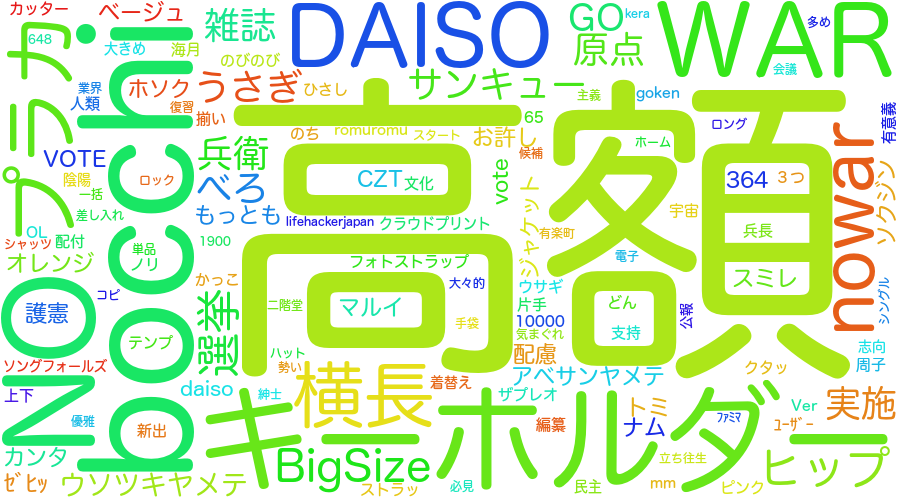 カッター
ベージュ
雑誌
DAISO
GO
kera
WAR
多め
648
大きめ
海月
のびのび
原点
会議
プラカ・
hi
業界
人類
ホソク
復習
うさぎ
ひさし
サンキュー
主義
goken
揃い
高額
65
のち
romuromu
スタート
お許し
候補
ホーム
ロング
有意義
VOTE
兵衛
vote
陰陽
ロック
べろ
CZT
文化
364
3つ
nowar
ソクジン
一括
差し入れ
もっとも
lifehackerjapan
クラウドプリント
ジャケット
宇宙
OL
シャッツ
配付
bocc
1900
有楽町
兵長
単品
ノリ
オレンジ
フォトストラップ
電子
かっこ
大々的
ウサギ
スミレ
シングル
コピ
NO
護憲
選挙
二階堂
マルイ
手袋
片手
10000
どん
支持
公報
気まぐれ
テンプ
ハット
勢い
配慮
志向
周子
ソングフォールズ
上下
daiso
紳士
横長
着替え
アベサンヤメテ
クタッ
ザプレオ
優雅
新出
キーホルダー
編纂
トミ
ナム
ファミマ
Ver
ユーザー
実施
カンタ
BigSize
ヒップ
立ち往生
ゼヒッ
ウソツキヤメテ
ストラッ
必見
民主
mm
ピンク